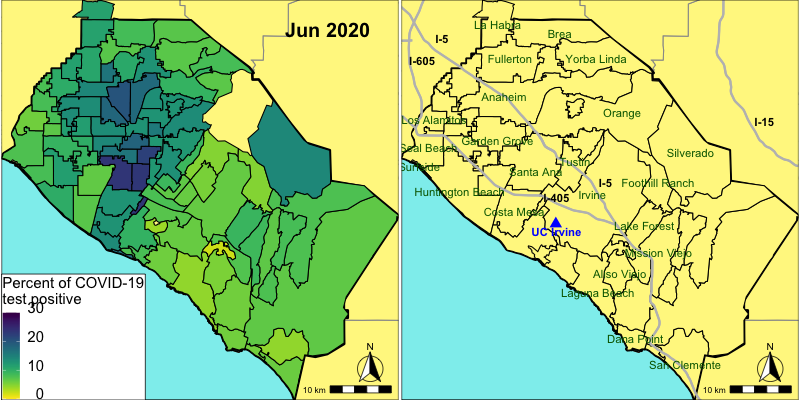 Jun 2020
Percent of COVID-19
test positive
30
20
10
0
N
10 km
La Habra
Brea
I-5
I-605
Fullerton
Yorba Linda
Anaheim
Orange
Los Alamitos
I-15
Garden Grove
Seal Beach
Silverado
Sunside
Tustin
Santa Ana
I-5
Foothill Ranch
Huntington Beach
I-405
Irvine
Costa Mesa
UC Irvine
Lake Forest
Mission Viejo
Aliso Viejo
Laguna Beach
Dana Point
San Clemente
N
10 km